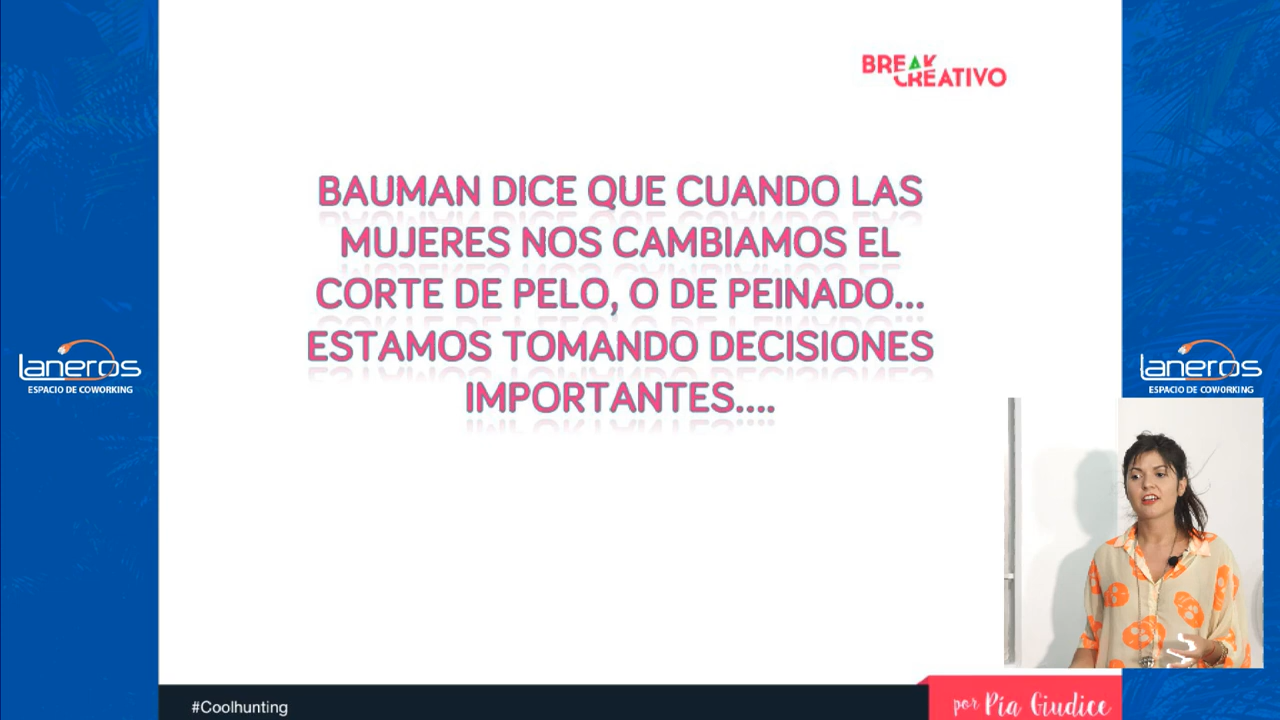 BREAK
CREATIVO
BAUMAN DICE QUE CUANDO LAS
MUJERES NOS CAMBIAMOS EL
CORTE DE PELO, O DE PEINADO...
ESTAMOS TOMANDO DECISIONES
IMPORTANTES....
Laneros
ESPACIO DE COWORKING
Laneros
ESPACIO DE COWORKING
#Coolhunting
por Pía Giudice